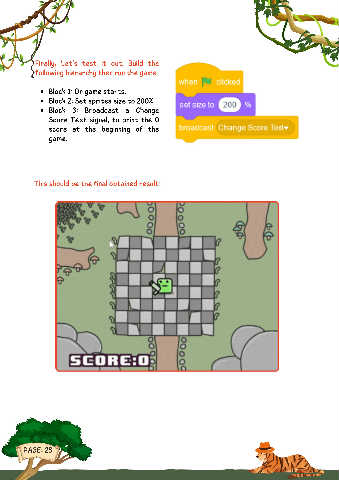 Finally, Let's test it out. Build the
following hierarchy then run the game.
Block 1: On game starts.
Block 2: Set sprites size to 200%
Block 3: Broadcast a Change
Score Text signal, to print the 0
score at the beginning of the
game.
when clicked
set size to 200 %
broadcast Change Score Text
This should be the final obtained result:
SCORE:0
PAGE: 25